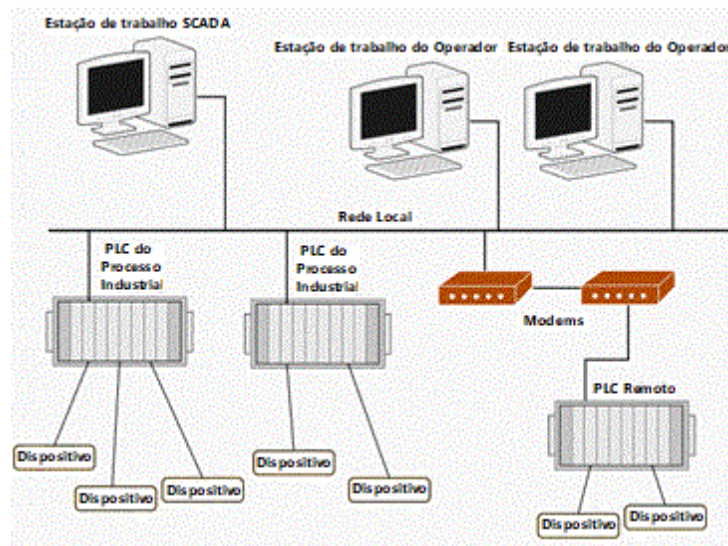 Estação de trabalho SCADA
Estação de trabalho do Operador
Estação de trabalho do Operador
Rede Local
PLC do
Processo
Industrial
PLC do
Processo
Industrial
Modems
PLC Remoto
Dispositivo
Dispositivo
Dispositivo
Dispositivo
Dispositivo
Dispositivo
Dispositivo